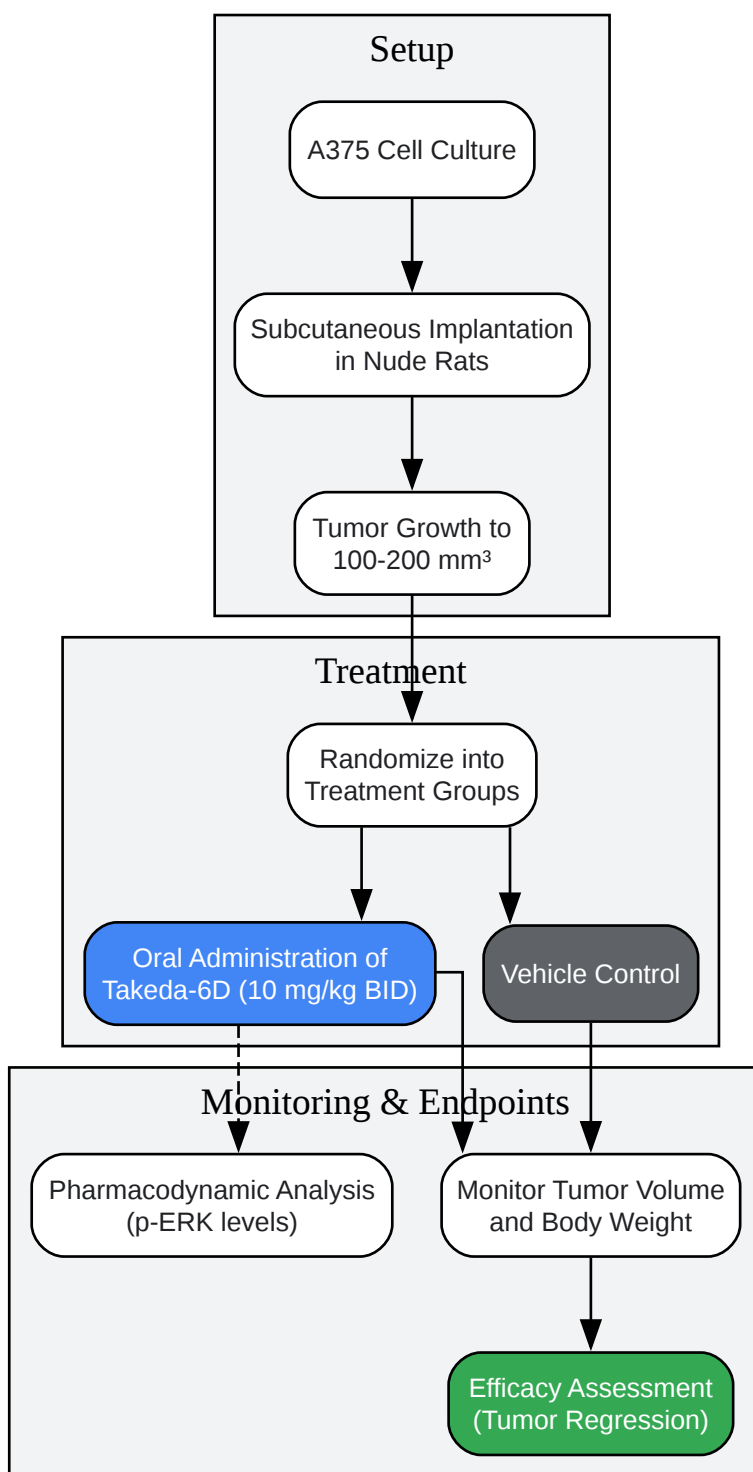 Setup
A375 Cell Culture
Subcutaneous Implantation
in Nude Rats
Tumor Growth to
100-200 mm³
Treatment
Randomize into
Treatment Groups
Oral Administration of
Takeda-6D (10 mg/kg BID)
Vehicle Control
Monitoring & Endpoints
Pharmacodynamic Analysis
(p-ERK levels)
Monitor Tumor Volume
and Body Weight
Efficacy Assessment
(Tumor Regression)